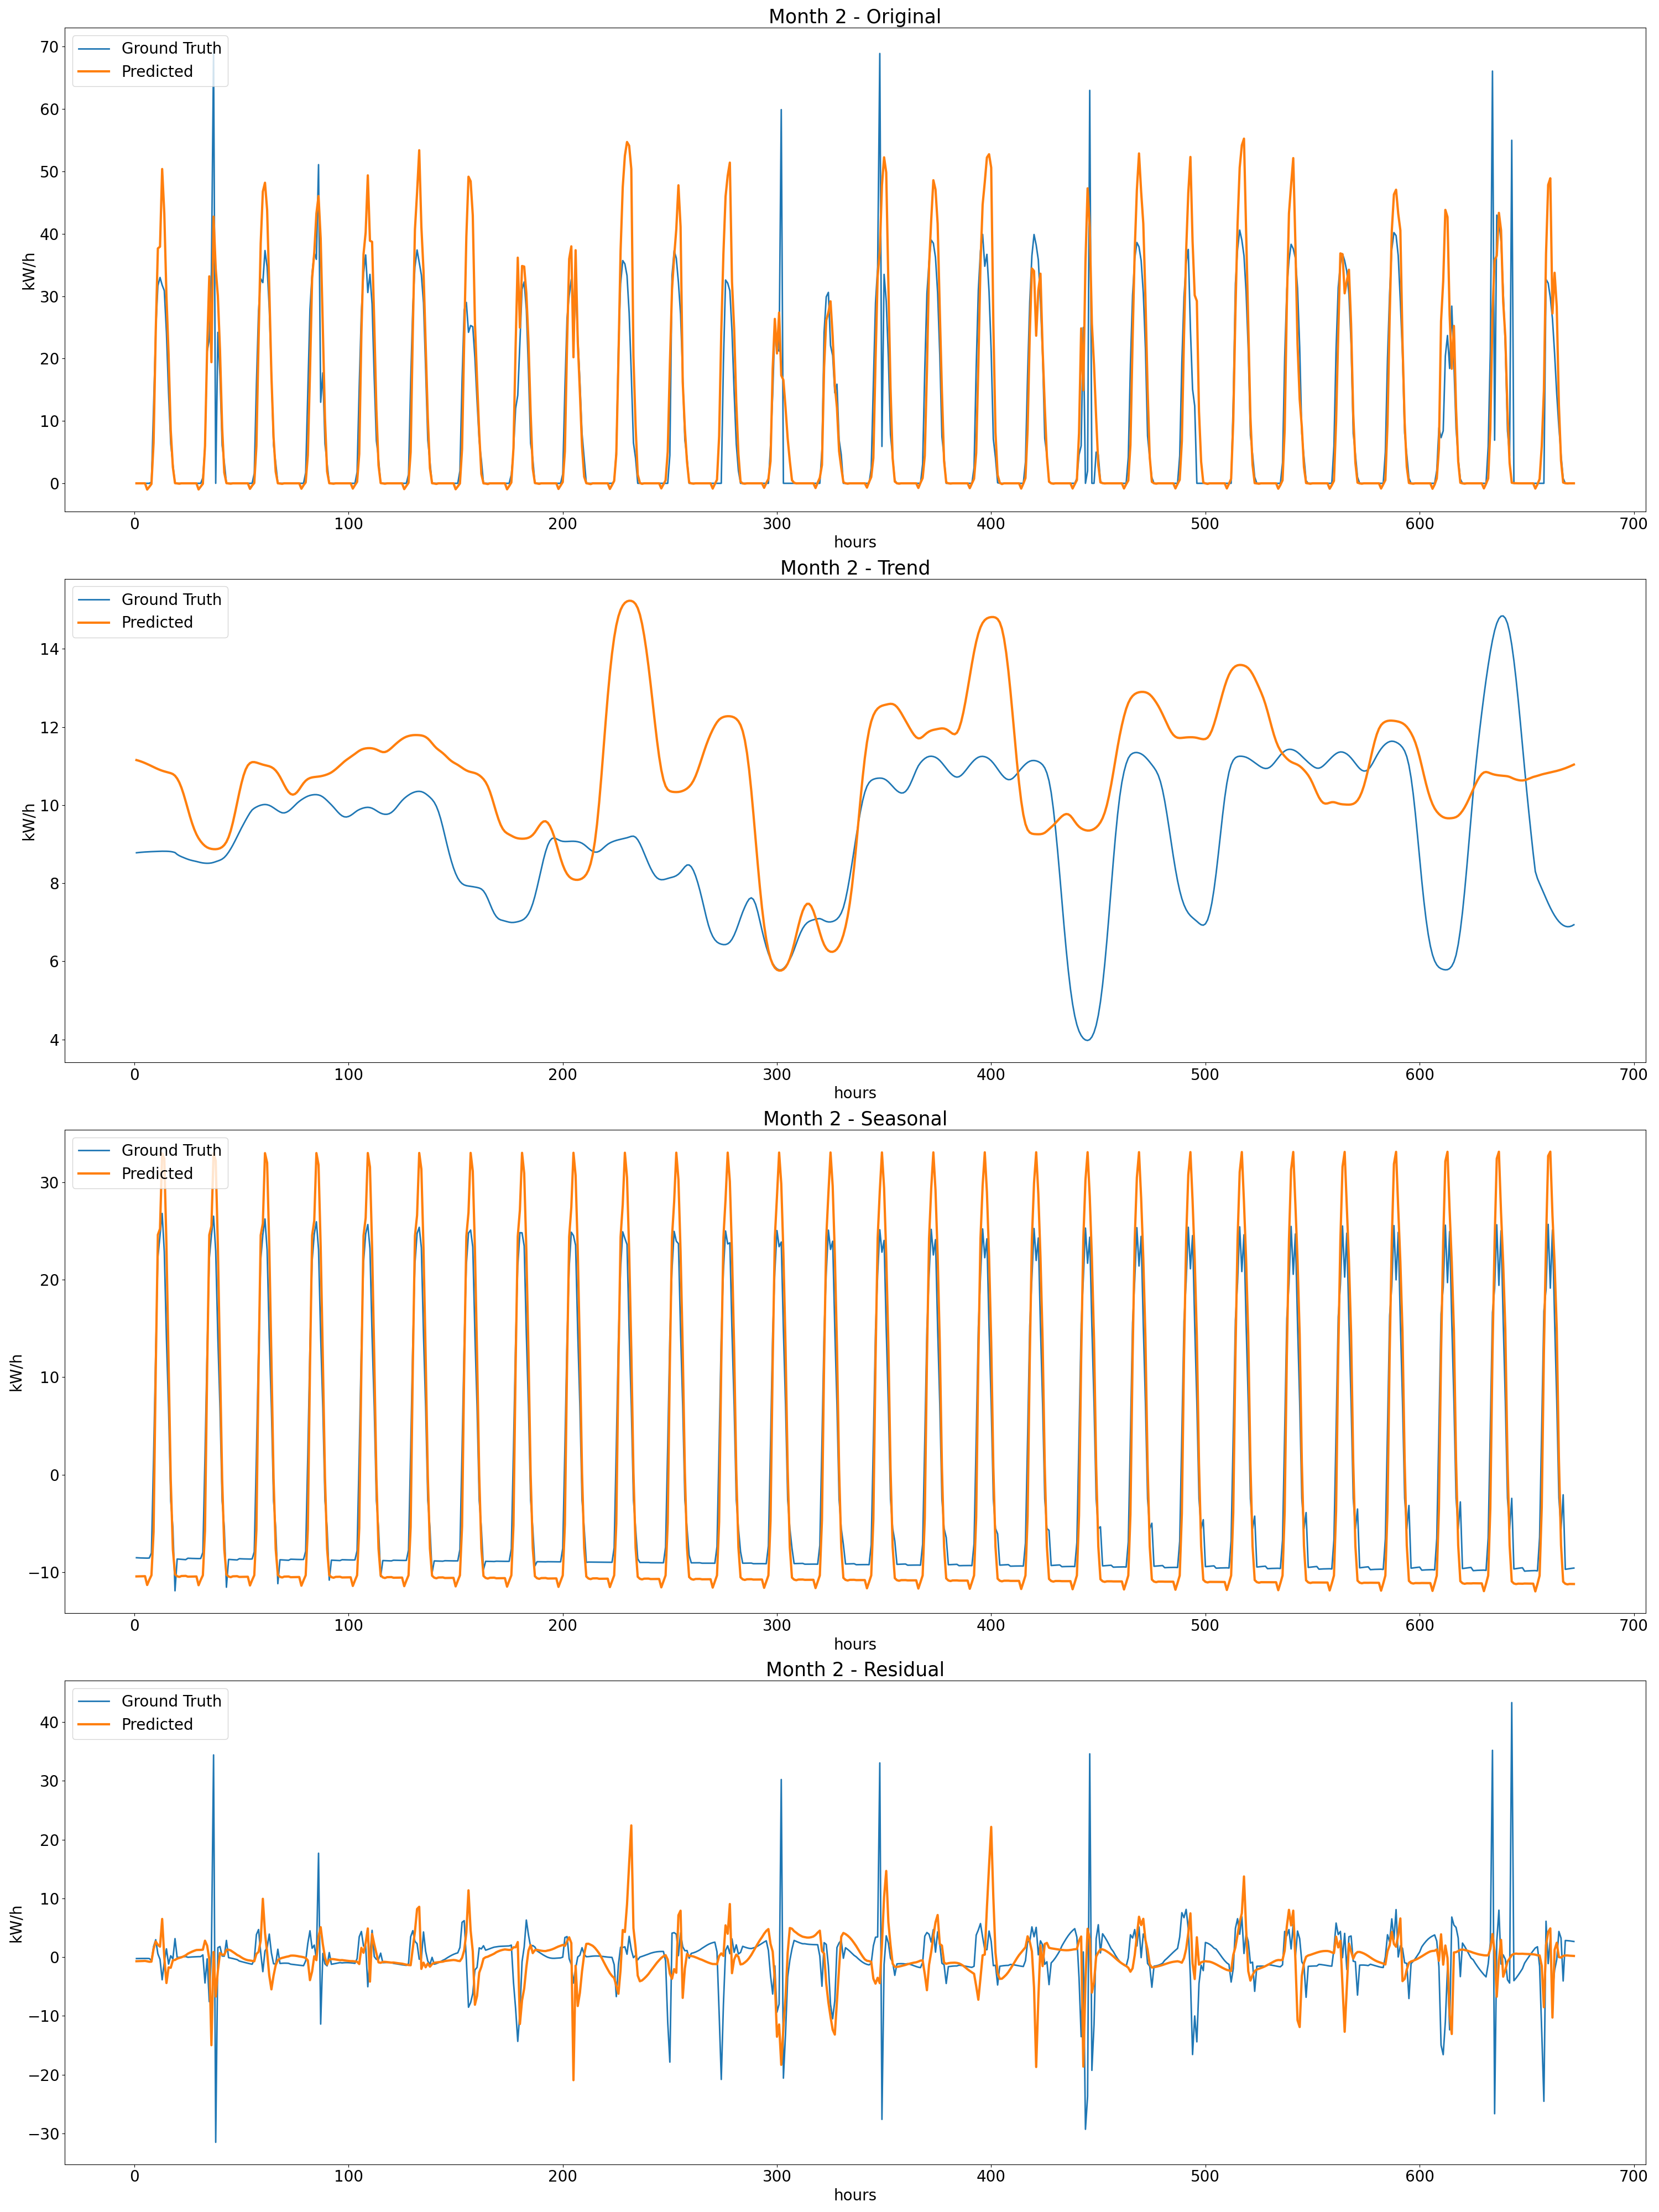 Month 2 - Original
Ground Truth
Predicted
kW/h
70
60
50
40
30
20
10
0
0 100 200 300 400 500 600 700
hours
Month 2 - Trend
Ground Truth
Predicted
kW/h
14
12
10
8
6
4
0 100 200 300 400 500 600 700
hours
Month 2 - Seasonal
Ground Truth
Predicted
kW/h
30
20
10
0
−10
0 100 200 300 400 500 600 700
hours
Month 2 - Residual
Ground Truth
Predicted
kW/h
40
30
20
10
0
−10
−20
−30
0 100 200 300 400 500 600 700
hours